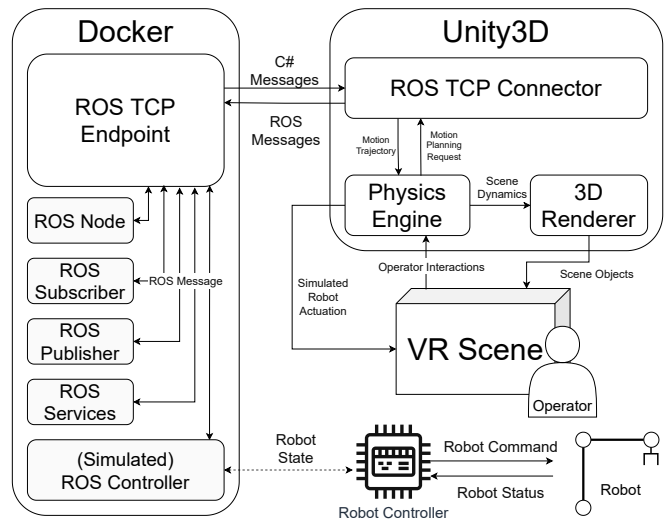 Docker
ROS TCP
Endpoint
ROS Node
ROS
Subscriber
ROS Message
ROS
Publisher
ROS
Services
(Simulated)
ROS Controller
C#
Messages
ROS
Messages
Unity3D
ROS TCP Connector
Motion
Trajectory
Motion
Planning
Request
Physics
Engine
Scene
Dynamics
3D
Renderer
Operator Interactions
Scene Objects
Simulated
Robot
Actuation
VR Scene
Operator
Robot
State
Robot Controller
Robot Command
Robot Status
Robot